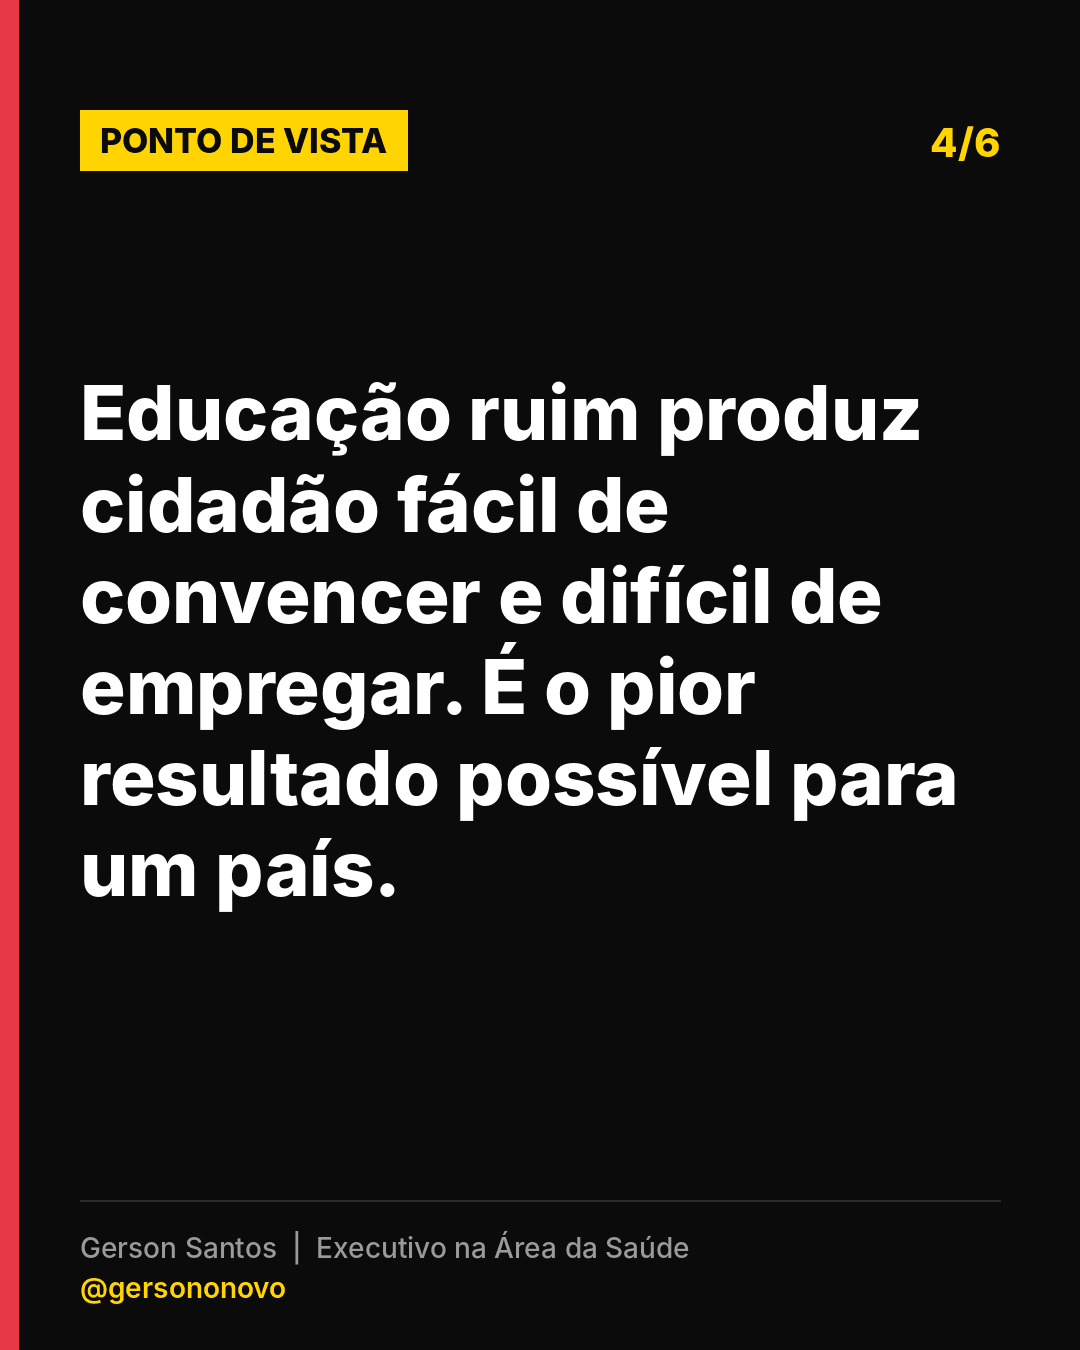 PONTO DE VISTA
4/6
Educação ruim produz
cidadão fácil de
convencer e difícil de
empregar. É o pior
resultado possível para
um país.
Gerson Santos | Executivo na Área da Saúde
@gersononovo